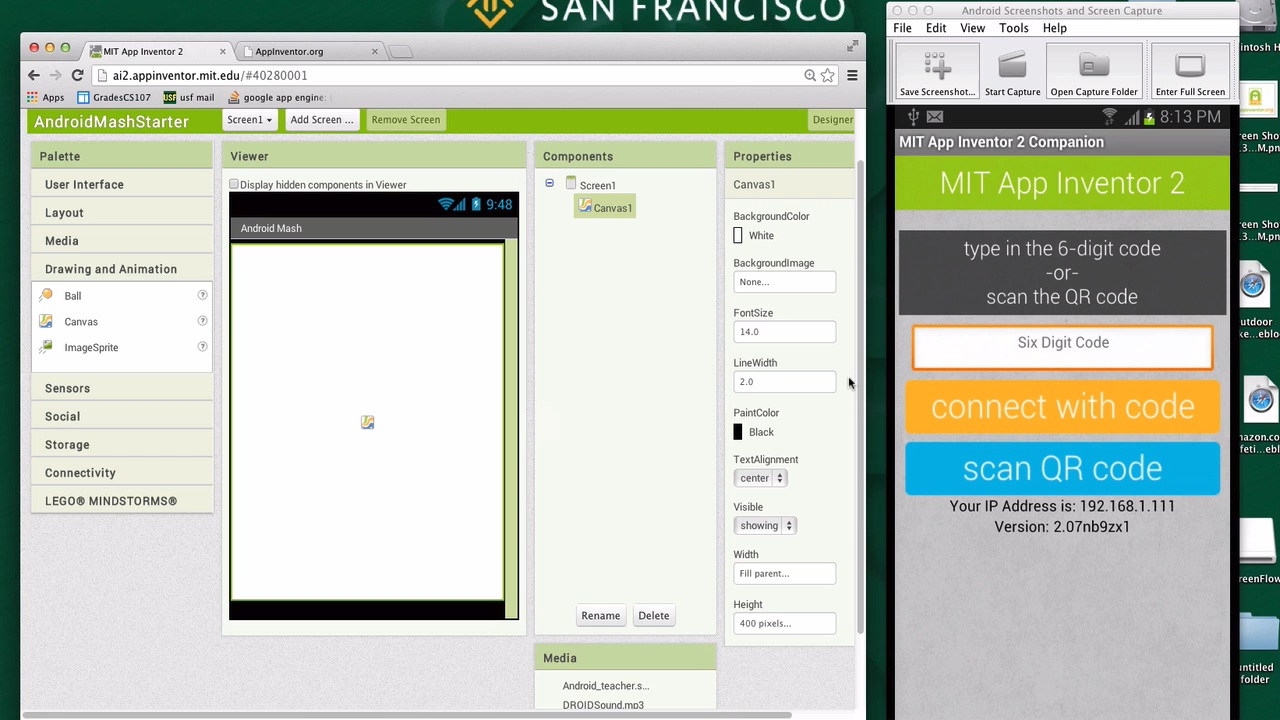 SAN FRANCISCO
MIT App Inventor 2
AppInventor.org
ai2.appinventor.mit.edu/#40280001
Apps
GradesCS107
usf mail
google app engine:
AndroidMashStarter
Screen1
Add Screen ...
Remove Screen
Designer
Palette
User Interface
Layout
Media
Drawing and Animation
Ball
?
Canvas
?
ImageSprite
?
Sensors
Social
Storage
Connectivity
LEGO® MINDSTORMS®
Viewer
Display hidden components in Viewer
9:48
Android Mash
Components
Screen1
Canvas1
Rename
Delete
Media
Android_teacher.s...
DROIDSound.mp3
Properties
Canvas1
BackgroundColor
White
BackgroundImage
None...
FontSize
14.0
LineWidth
2.0
PaintColor
Black
TextAlignment
center
Visible
showing
Width
Fill parent...
Height
400 pixels...
Android Screenshots and Screen Capture
File Edit View Tools Help
Save Screenshot...
Start Capture
Open Capture Folder
Enter Full Screen
8:13 PM
MIT App Inventor 2 Companion
MIT App Inventor 2
type in the 6-digit code
-or-
scan the QR code
Six Digit Code
connect with code
scan QR code
Your IP Address is: 192.168.1.111
Version: 2.07nb9zx1
untitled
folder